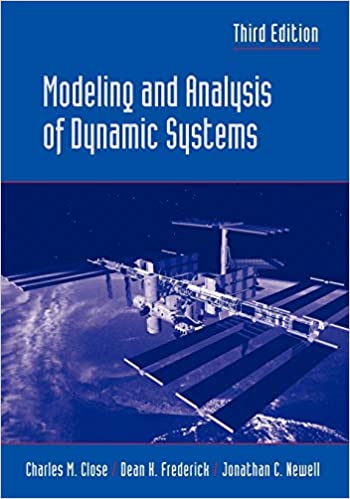 Third Edition
Modeling and Analysis
of Dynamic Systems
Charles M. Close / Dean K. Frederick / Jonathan C. Newell